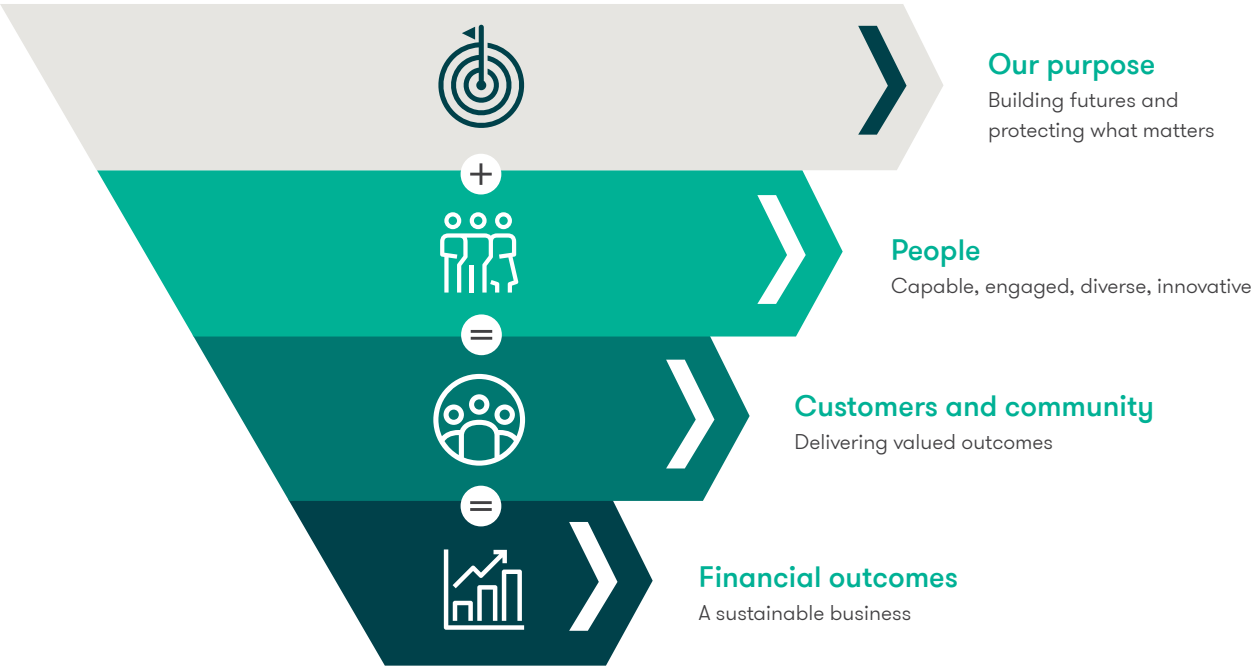 Our purpose
Building futures and
protecting what matters
+
People
Capable, engaged, diverse, innovative
=
Customers and community
Delivering valued outcomes
=
Financial outcomes
A sustainable business